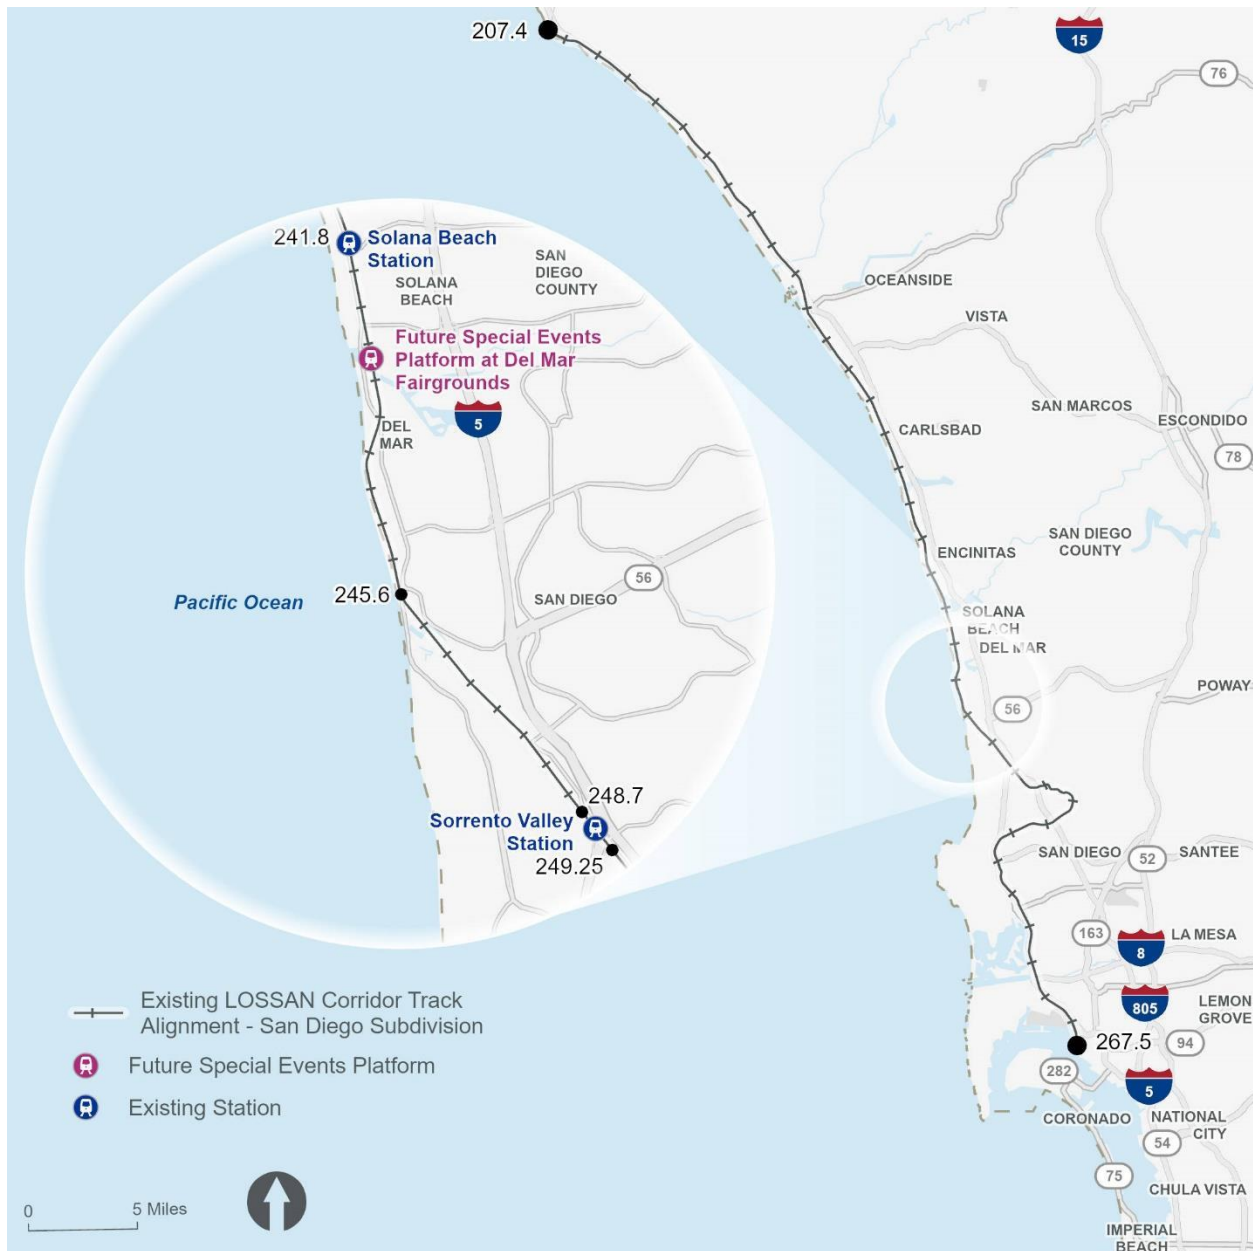 207.4
15
76
241.8
Solana Beach
Station
SOLANA
BEACH
SAN
DIEGO
COUNTY
Future Special Events
Platform at Del Mar
Fairgrounds
5
DEL
MAR
56
SAN DIEGO
Pacific Ocean
245.6
248.7
Sorrento Valley
Station
249.25
OCEANSIDE
VISTA
SAN MARCOS
ESCONDIDO
CARLSBAD
78
SAN DIEGO
COUNTY
ENCINITAS
SOLANA
BEACH
DEL MAR
56
POWAY
SAN DIEGO
52
SANTEE
163
LA MESA
8
805
LEMON
GROVE
267.5
94
282
5
CORONADO
NATIONAL
CITY
54
75
CHULA VISTA
IMPERIAL
BEACH
Existing LOSSAN Corridor Track
Alignment - San Diego Subdivision
Future Special Events Platform
Existing Station
0
5 Miles